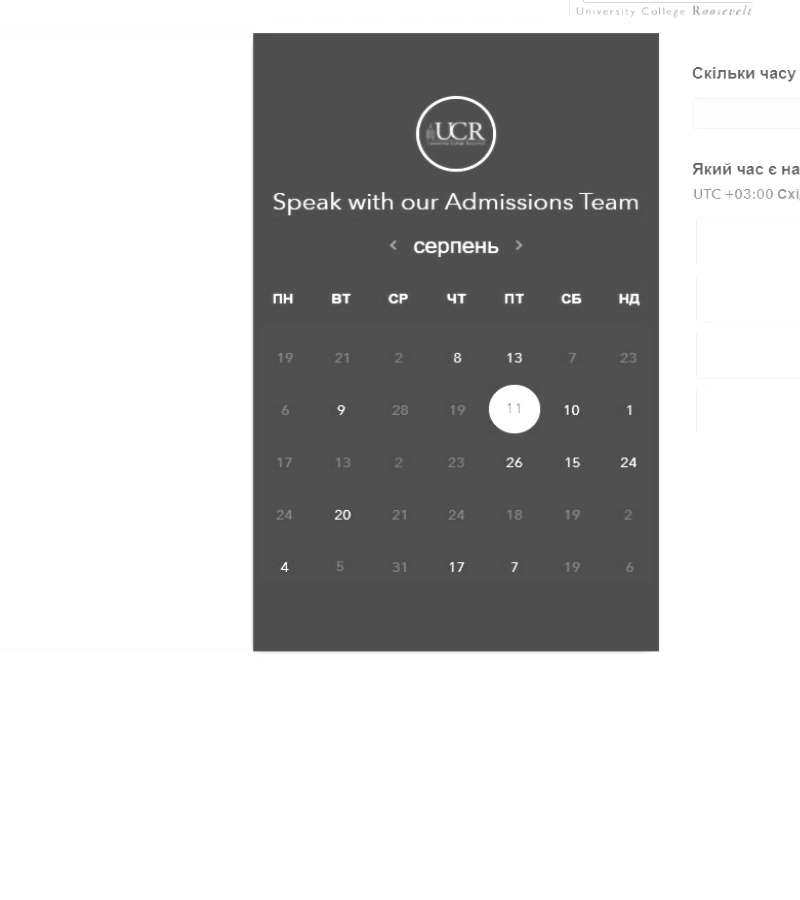 University College Roosevelt
UCR
Speak with our Admissions Team
< серпень >
ПН ВТ СР ЧТ ПТ СБ НД
19 21 2 8 13 7 23
6 9 28 19 11 10 1
17 13 2 23 26 15 24
24 20 21 24 18 19 2
4 5 31 17 7 19 6
Скільки часу
Який час є на
UTC +03:00 Схі